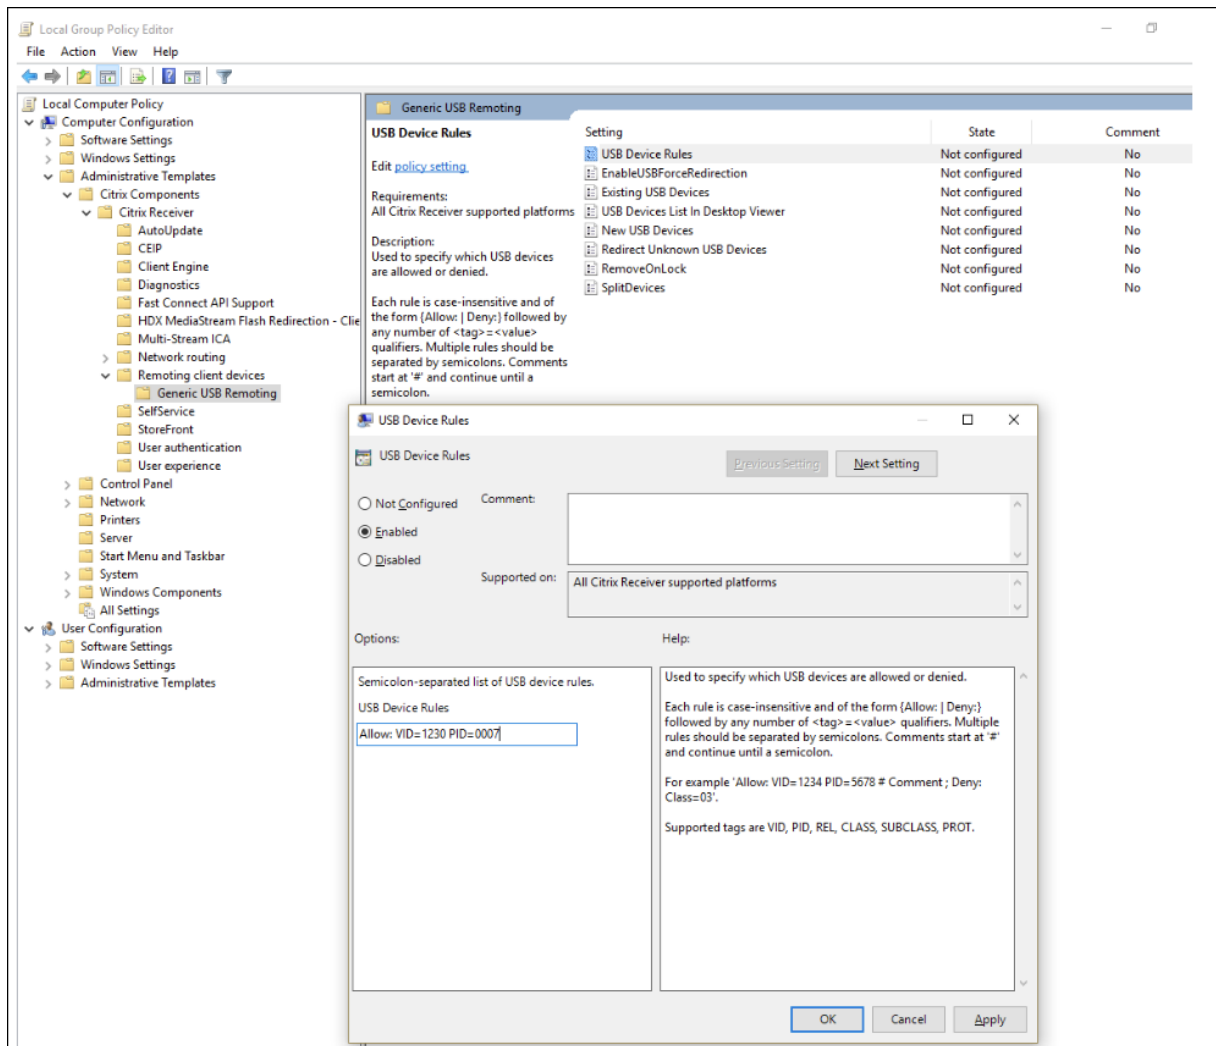 Local Group Policy Editor
File Action View Help
Local Computer Policy
Computer Configuration
Software Settings
Windows Settings
Administrative Templates
Citrix Components
Citrix Receiver
AutoUpdate
CEIP
Client Engine
Diagnostics
Fast Connect API Support
HDX MediaStream Flash Redirection - Clie
Multi-Stream ICA
Network routing
Remoting client devices
Generic USB Remoting
SelfService
StoreFront
User authentication
User experience
Control Panel
Network
Printers
Server
Start Menu and Taskbar
System
Windows Components
All Settings
User Configuration
Software Settings
Windows Settings
Administrative Templates
Generic USB Remoting
USB Device Rules
Edit policy setting
Requirements:
All Citrix Receiver supported platforms
Description:
Used to specify which USB devices
are allowed or denied.
Each rule is case-insensitive and of
the form {Allow: | Deny:} followed by
any number of <tag>=<value>
qualifiers. Multiple rules should be
separated by semicolons. Comments
start at '#' and continue until a
semicolon.
Setting State Comment
USB Device Rules Not configured No
EnableUSBForceRedirection Not configured No
Existing USB Devices Not configured No
USB Devices List In Desktop Viewer Not configured No
New USB Devices Not configured No
Redirect Unknown USB Devices Not configured No
RemoveOnLock Not configured No
SplitDevices Not configured No
USB Device Rules
USB Device Rules
Previous Setting Next Setting
Not Configured
Enabled
Disabled
Comment:
Supported on: All Citrix Receiver supported platforms
Options:
Semicolon-separated list of USB device rules.
USB Device Rules
Allow: VID=1230 PID=0007
Help:
Used to specify which USB devices are allowed or denied.
Each rule is case-insensitive and of the form {Allow: | Deny:}
followed by any number of <tag>=<value> qualifiers. Multiple
rules should be separated by semicolons. Comments start at '#'
and continue until a semicolon.
For example 'Allow: VID=1234 PID=5678 # Comment ; Deny:
Class=03'.
Supported tags are VID, PID, REL, CLASS, SUBCLASS, PROT.
OK Cancel Apply